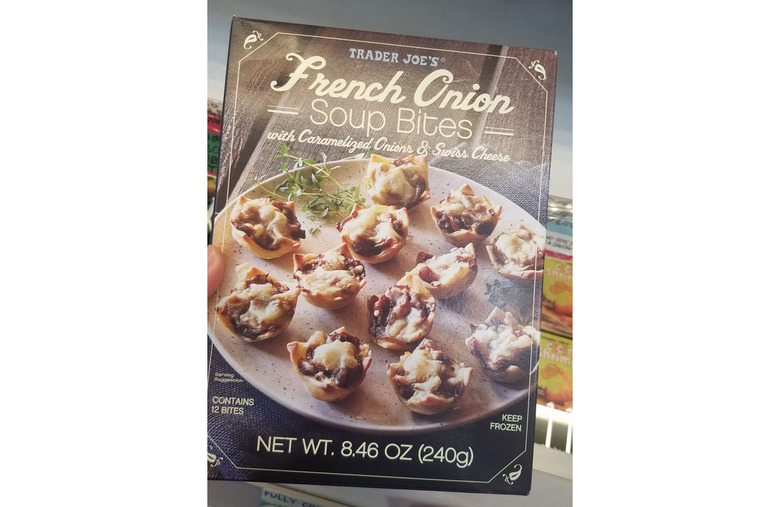 TRADER JOE'S®
French Onion
Soup Bites
with Caramelized Onions & Swiss Cheese
Serving
Suggestion
CONTAINS
12 BITES
KEEP
FROZEN
NET WT. 8.46 OZ (240g)
FULLY